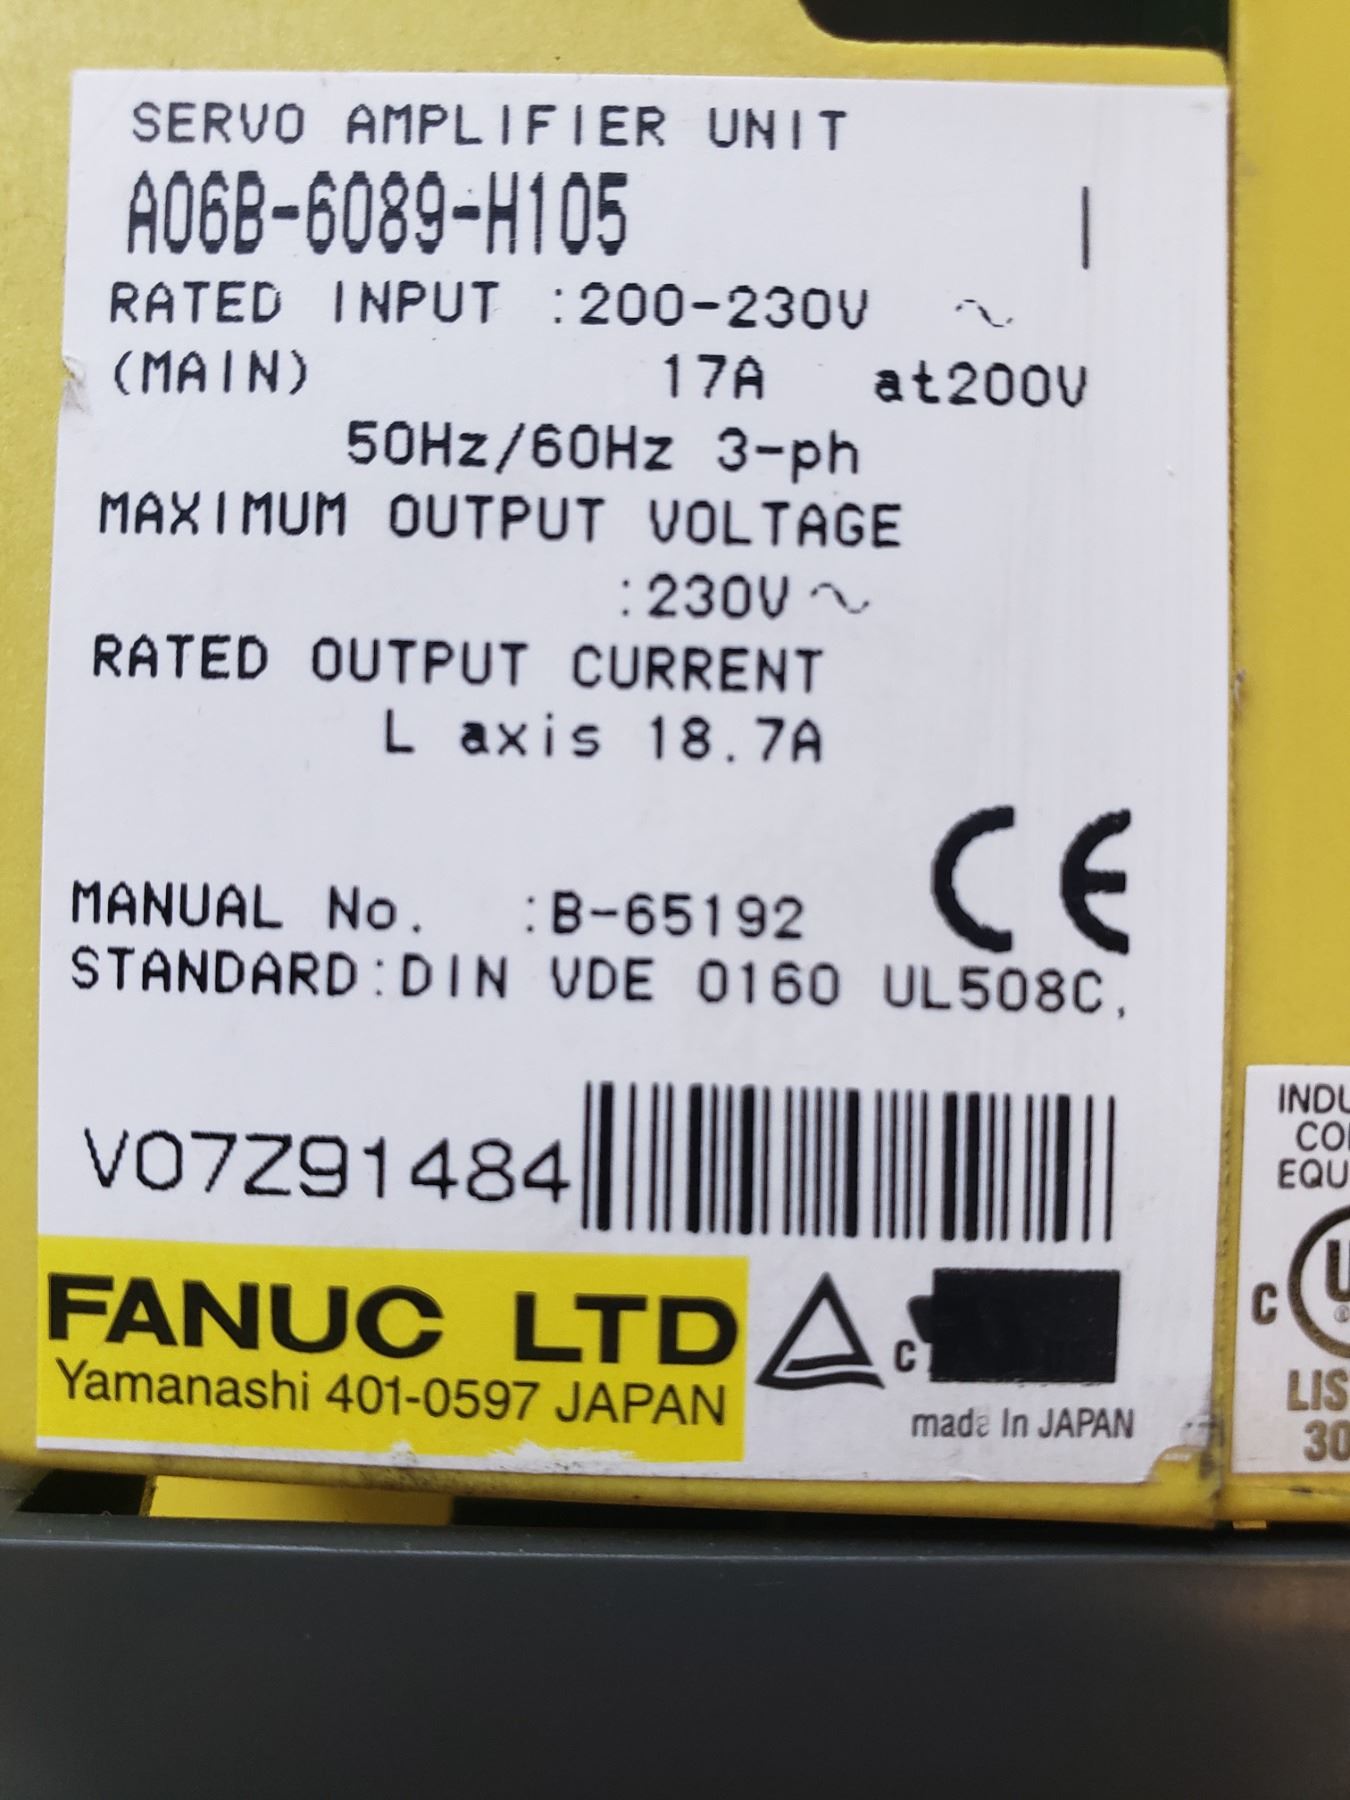 SERVO AMPLIFIER UNIT
A06B-6089-H105
RATED INPUT :200-230V ~
(MAIN) 17A at200V
50Hz/60Hz 3-ph
MAXIMUM OUTPUT VOLTAGE
:230V ~
RATED OUTPUT CURRENT
L axis 18.7A
CE
MANUAL No. :B-65192
STANDARD:DIN VDE 0160 UL508C,
V07Z91484
FANUC LTD
Yamanashi 401-0597 JAPAN
C
made In JAPAN
C